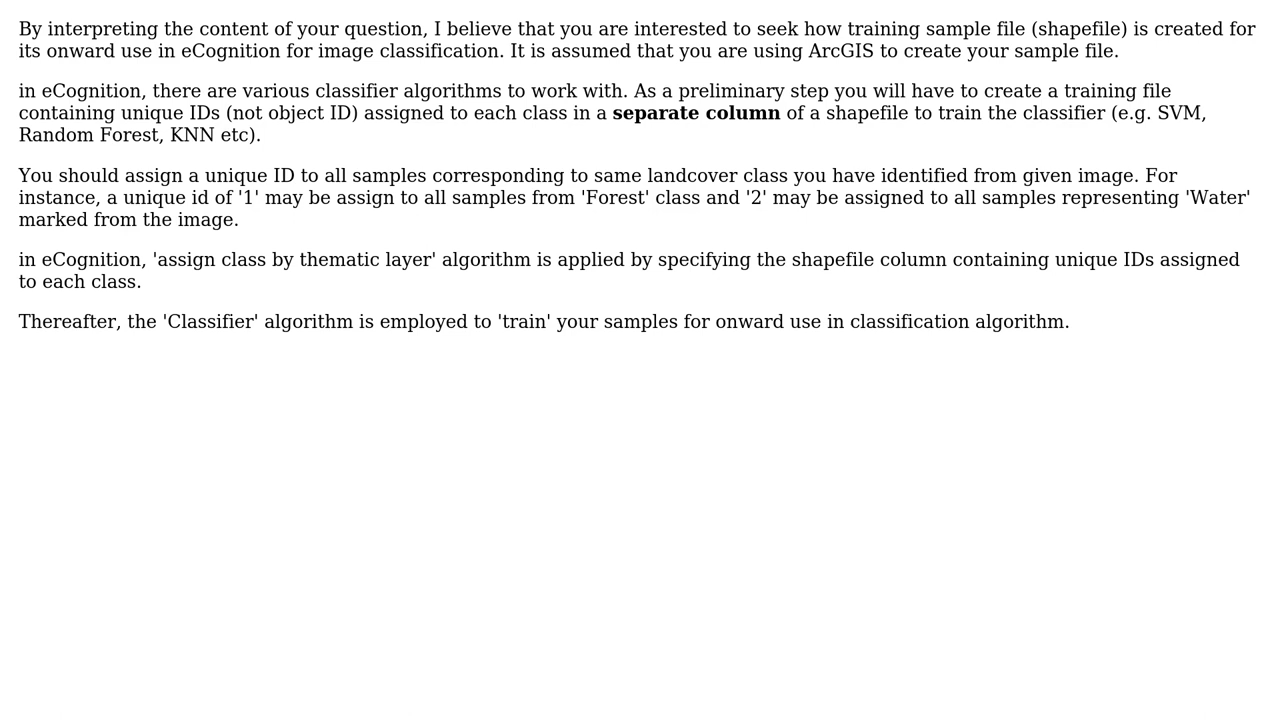 By interpreting the content of your question, I believe that you are interested to seek how training sample file (shapefile) is created for
its onward use in eCognition for image classification. It is assumed that you are using ArcGIS to create your sample file.
in eCognition, there are various classifier algorithms to work with. As a preliminary step you will have to create a training file
containing unique IDs (not object ID) assigned to each class in a separate column of a shapefile to train the classifier (e.g. SVM,
Random Forest, KNN etc).
You should assign a unique ID to all samples corresponding to same landcover class you have identified from given image. For
instance, a unique id of '1' may be assign to all samples from 'Forest' class and '2' may be assigned to all samples representing 'Water'
marked from the image.
in eCognition, 'assign class by thematic layer' algorithm is applied by specifying the shapefile column containing unique IDs assigned
to each class.
Thereafter, the 'Classifier' algorithm is employed to 'train' your samples for onward use in classification algorithm.